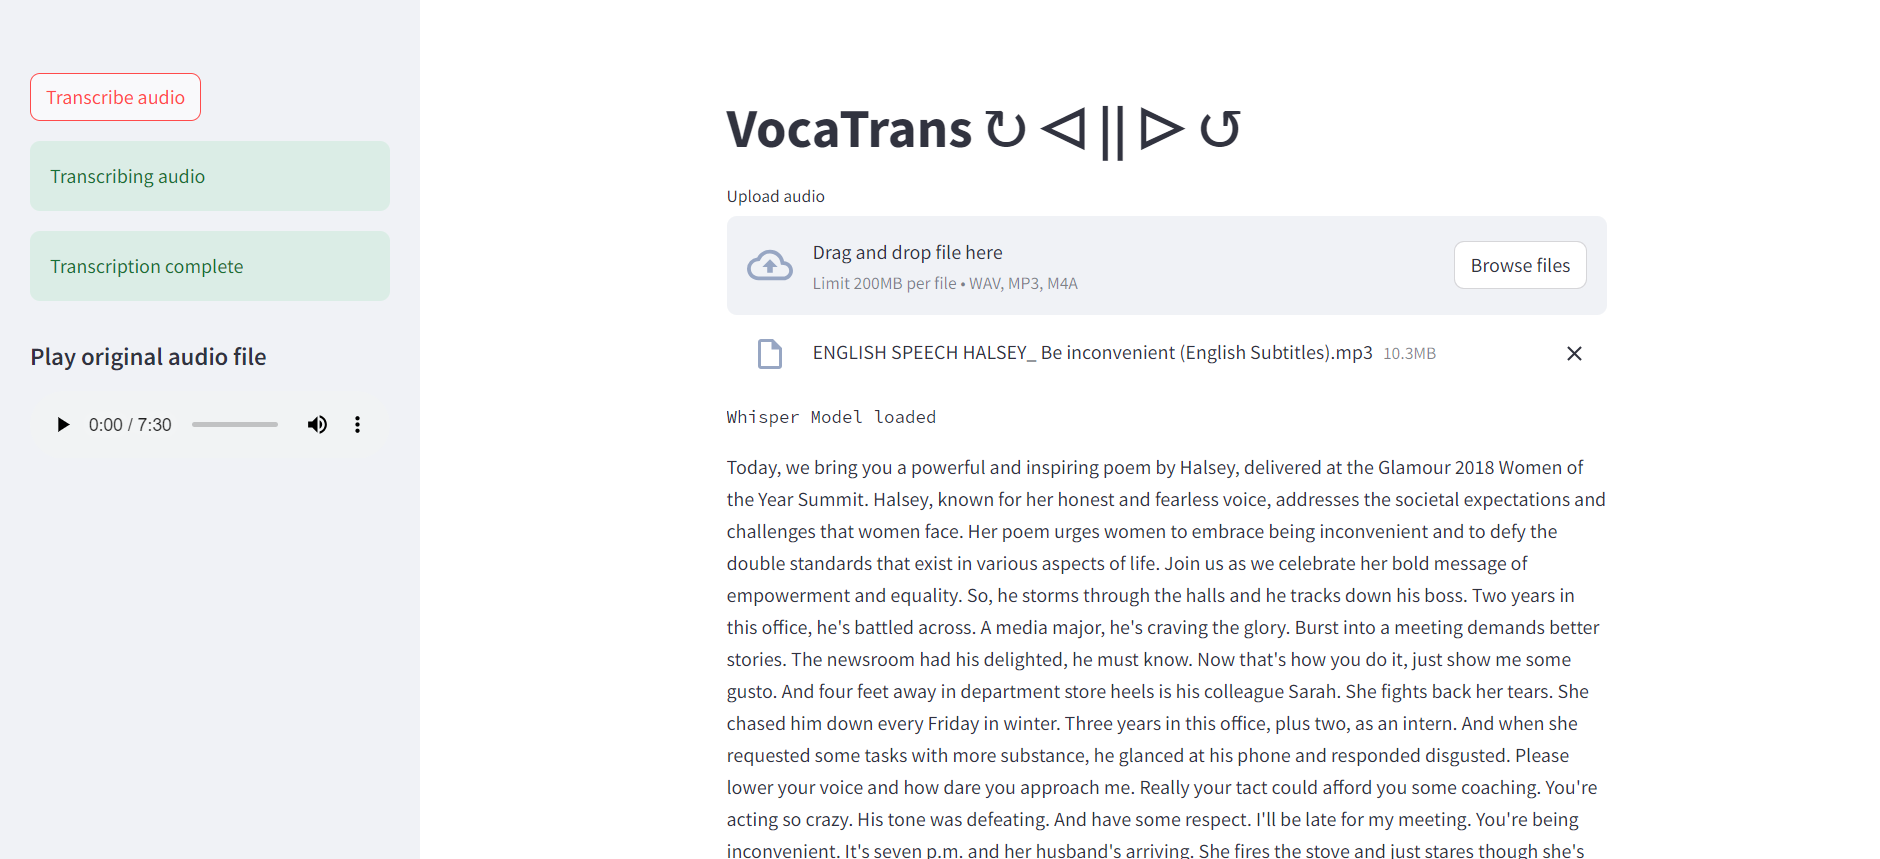 Transcribe audio
Transcribing audio
Transcription complete
Play original audio file
0:00 / 7:30
VocaTrans ↻ ᐊ || ᐅ ↺
Upload audio
Drag and drop file here
Limit 200MB per file • WAV, MP3, M4A
Browse files
ENGLISH SPEECH HALSEY_ Be inconvenient (English Subtitles).mp3 10.3MB
Whisper Model loaded
Today, we bring you a powerful and inspiring poem by Halsey, delivered at the Glamour 2018 Women of
the Year Summit. Halsey, known for her honest and fearless voice, addresses the societal expectations and
challenges that women face. Her poem urges women to embrace being inconvenient and to defy the
double standards that exist in various aspects of life. Join us as we celebrate her bold message of
empowerment and equality. So, he storms through the halls and he tracks down his boss. Two years in
this office, he's battled across. A media major, he's craving the glory. Burst into a meeting demands better
stories. The newsroom had his delighted, he must know. Now that's how you do it, just show me some
gusto. And four feet away in department store heels is his colleague Sarah. She fights back her tears. She
chased him down every Friday in winter. Three years in this office, plus two, as an intern. And when she
requested some tasks with more substance, he glanced at his phone and responded disgusted. Please
lower your voice and how dare you approach me. Really your tact could afford you some coaching. You're
acting so crazy. His tone was defeating. And have some respect. I'll be late for my meeting. You're being
inconvenient. It's seven p.m. and her husband's arriving. She fires the stove and just stares though she's